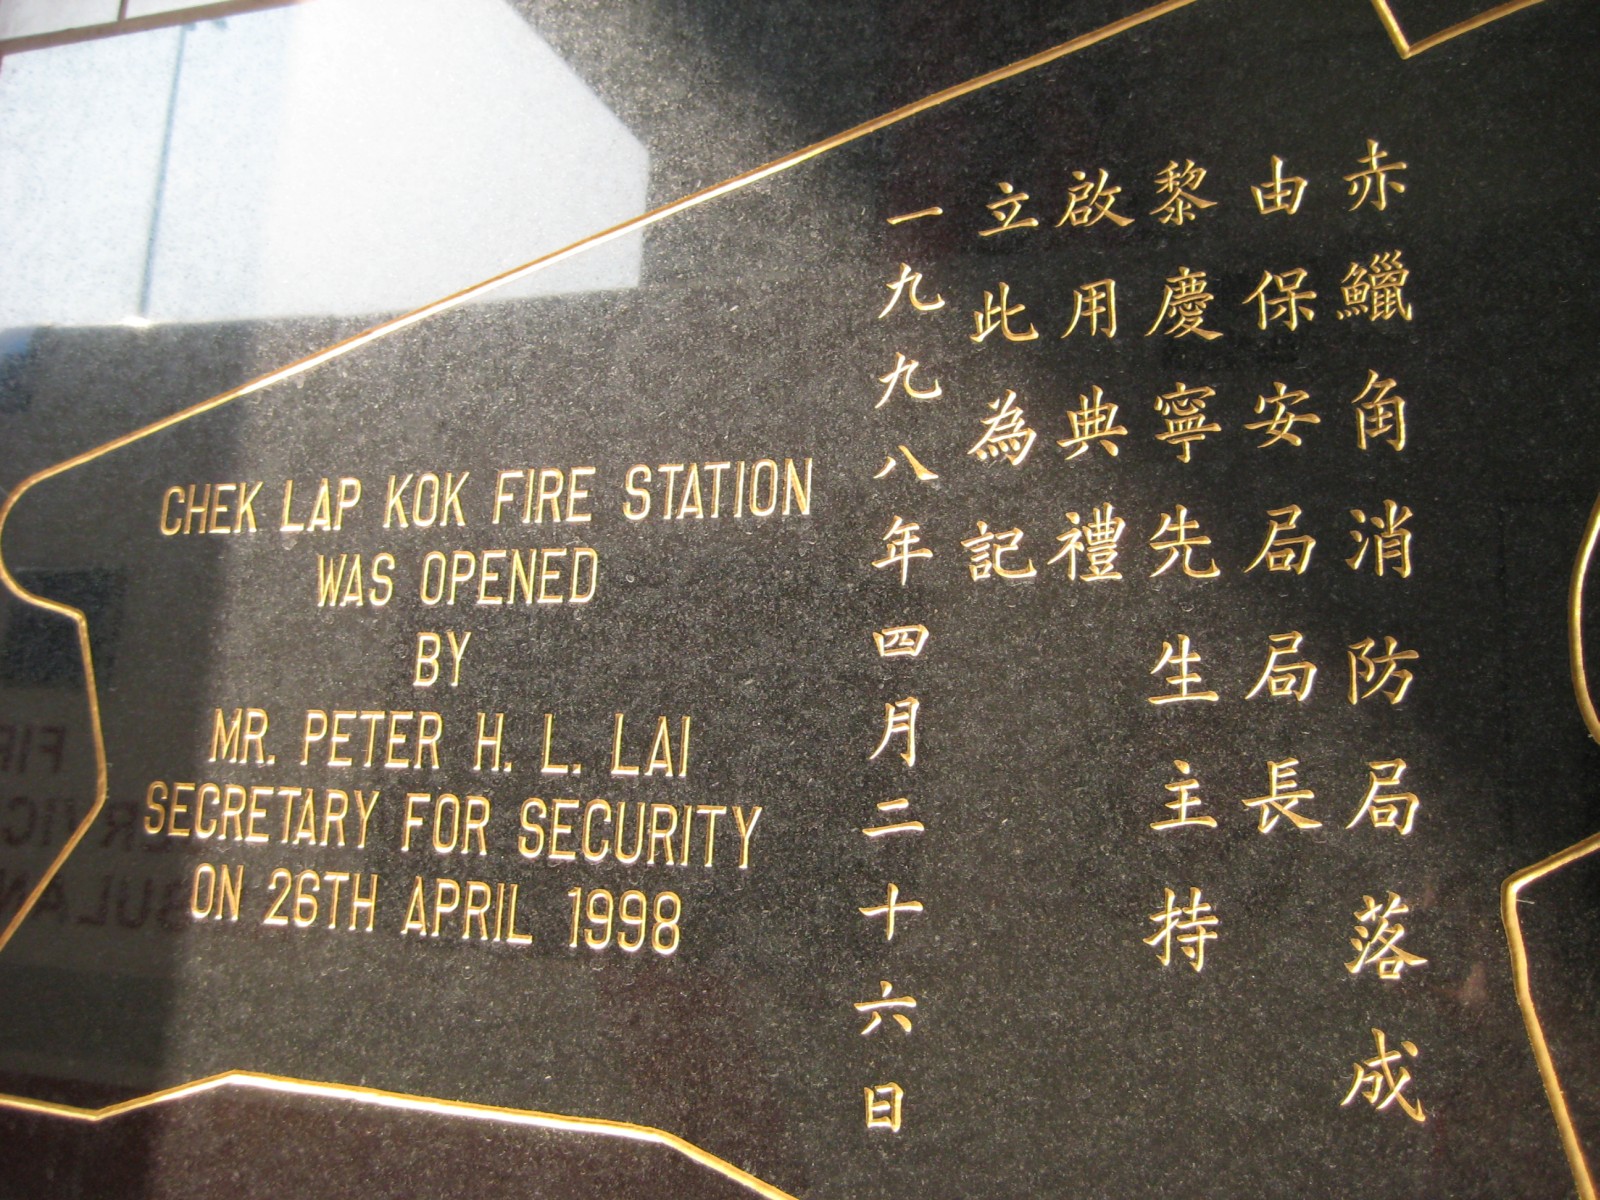 CHEK LAP KOK FIRE STATION
WAS OPENED
BY
MR. PETER H. L. LAI
SECRETARY FOR SECURITY
ON 26TH APRIL 1998
赤鱲角消防局落成
由保安局局長
黎慶寧先生主持
啟用典禮
立此為記
一九九八年四月二十六日